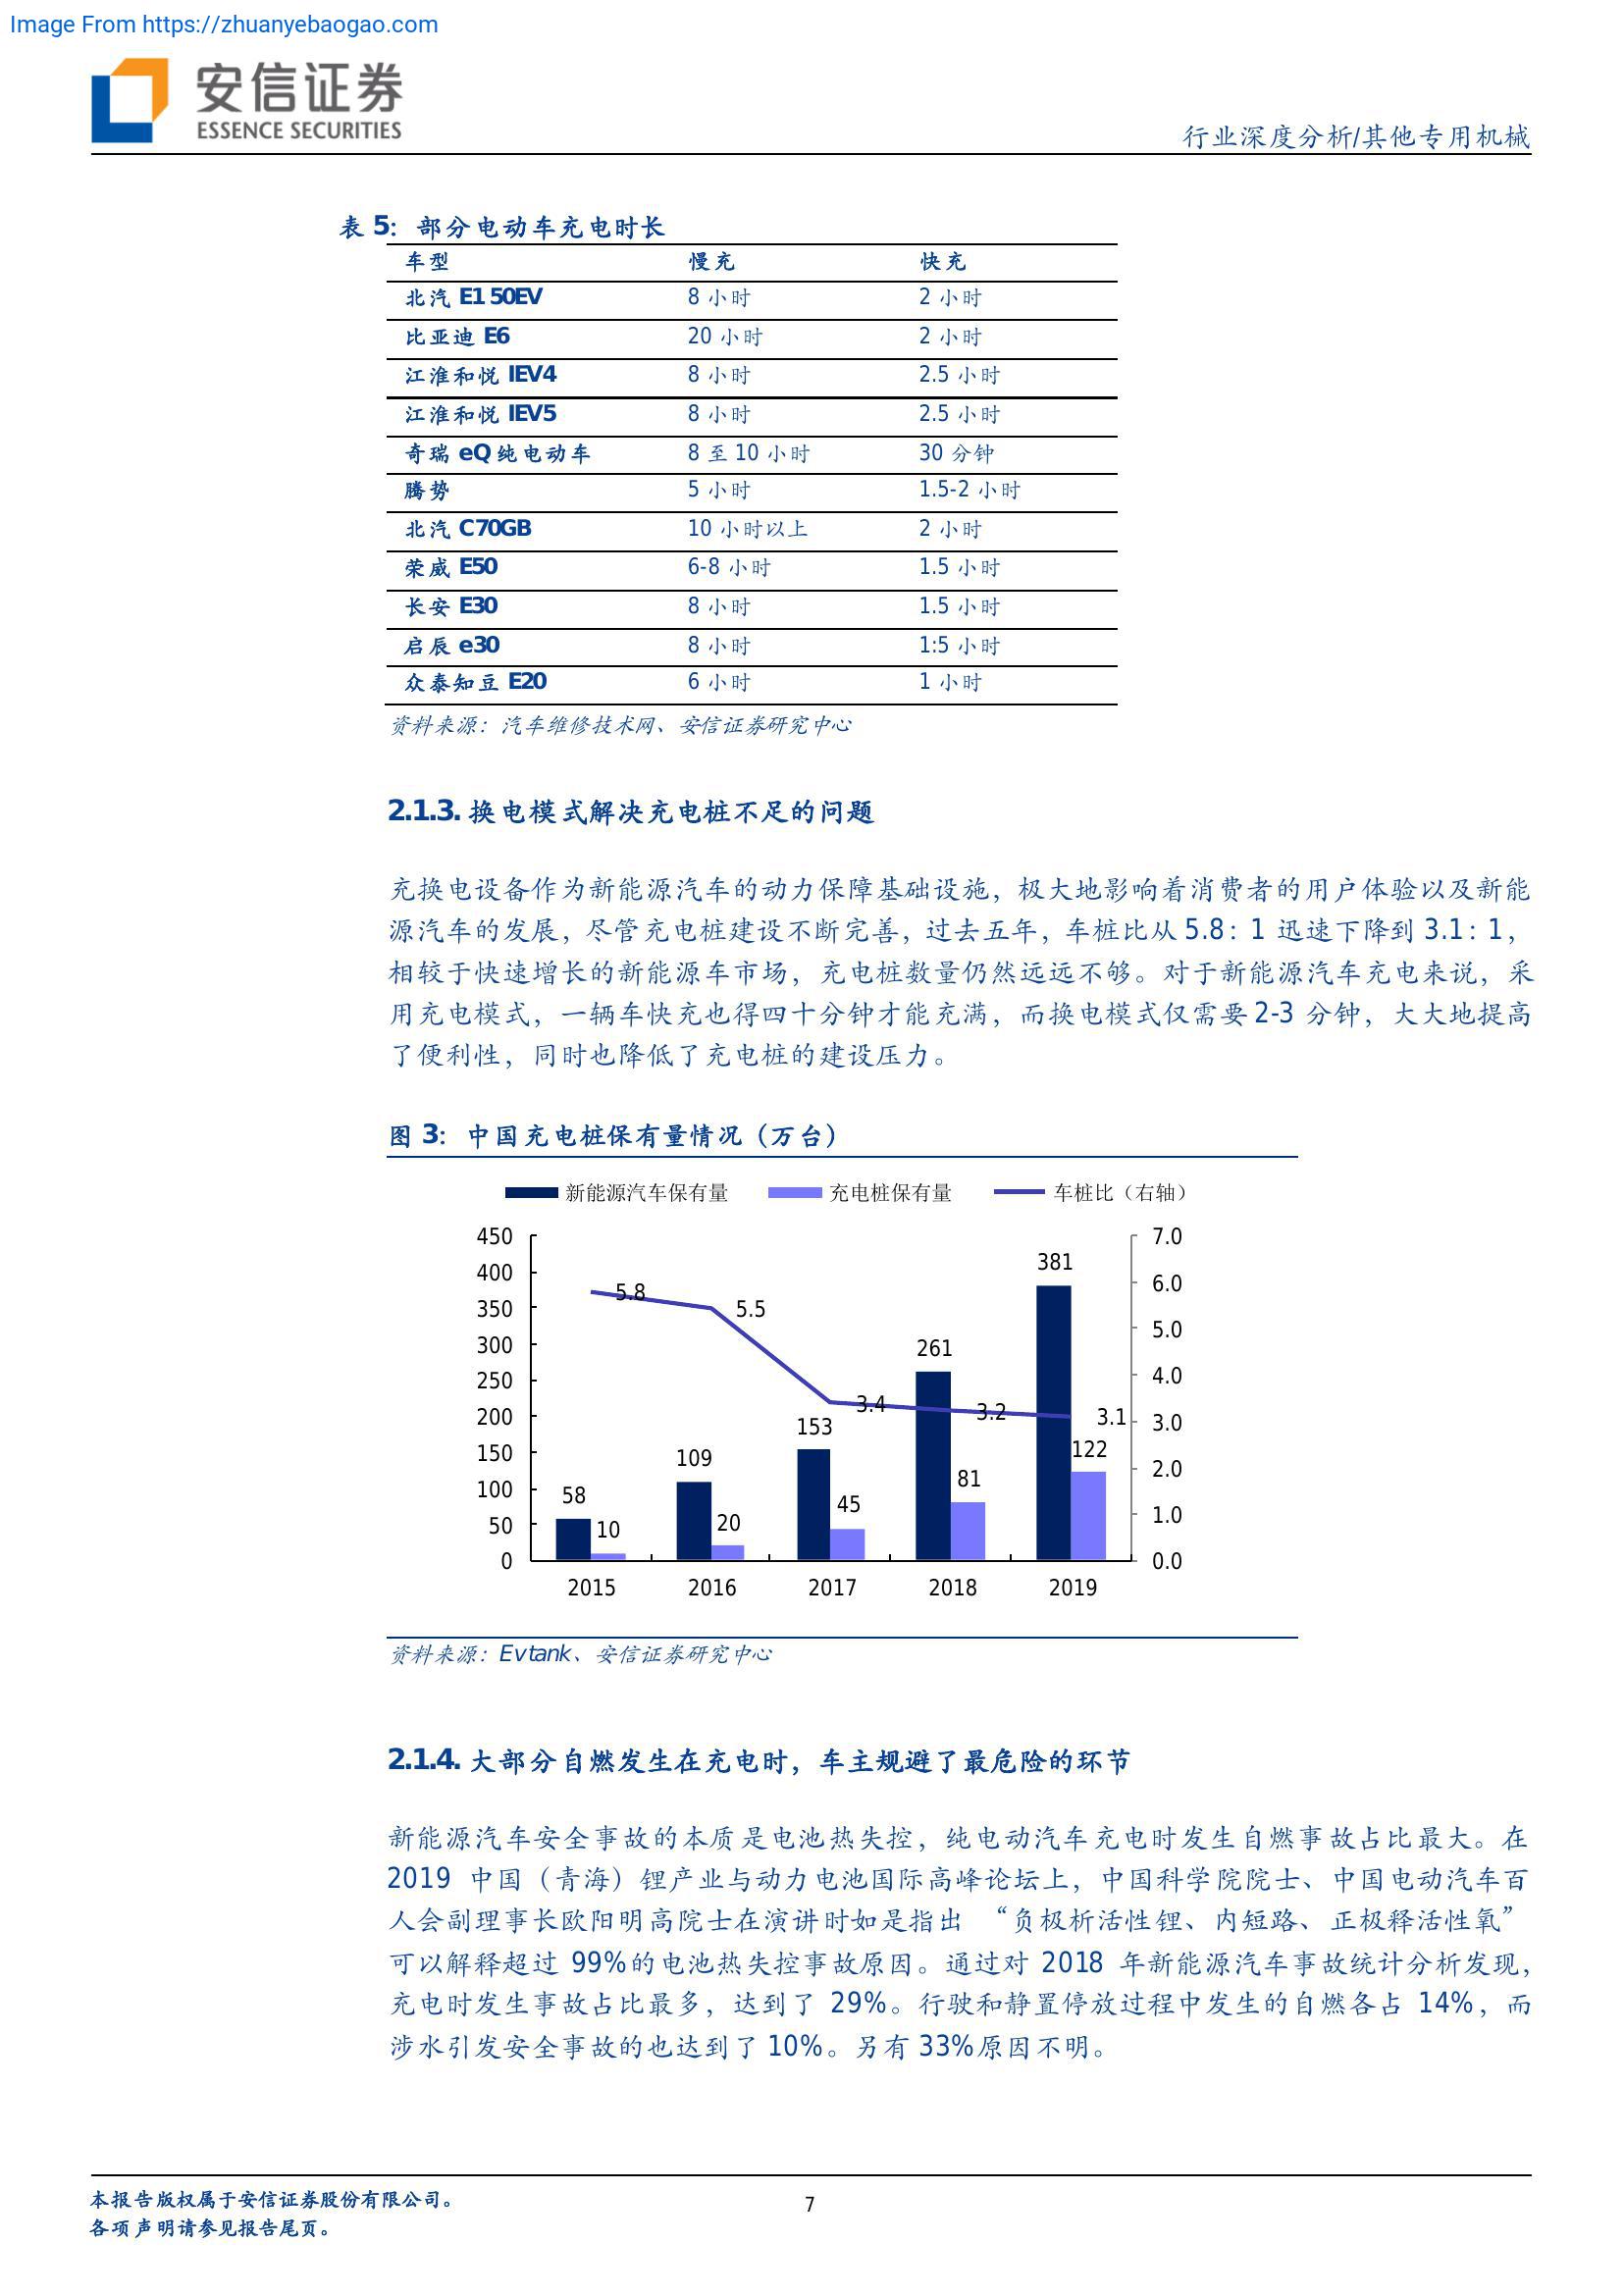 Image From https://zhuanyebaogao.com
安信证券
ESSENCE SECURITIES
行业深度分析/其他专用机械
表 5：部分电动车充电时长
车型 慢充 快充
北汽 E150EV 8 小时 2 小时
比亚迪 E6 20 小时 2 小时
江淮和悦 IEV4 8 小时 2.5 小时
江淮和悦 IEV5 8 小时 2.5 小时
奇瑞 eQ 纯电动车 8 至 10 小时 30 分钟
腾势 5 小时 1.5-2 小时
北汽 C70GB 10 小时以上 2 小时
荣威 E50 6-8 小时 1.5 小时
长安 E30 8 小时 1.5 小时
启辰 e30 8 小时 1:5 小时
众泰知豆 E20 6 小时 1 小时
资料来源：汽车维修技术网、安信证券研究中心
2.1.3. 换电模式解决充电桩不足的问题
充换电设备作为新能源汽车的动力保障基础设施，极大地影响着消费者的用户体验以及新能
源汽车的发展，尽管充电桩建设不断完善，过去五年，车桩比从 5.8：1 迅速下降到 3.1：1，
相较于快速增长的新能源车市场，充电桩数量仍然远远不够。对于新能源汽车充电来说，采
用充电模式，一辆车快充也得四十分钟才能充满，而换电模式仅需要 2-3 分钟，大大地提高
了便利性，同时也降低了充电桩的建设压力。
图 3：中国充电桩保有量情况（万台）
新能源汽车保有量 充电桩保有量 车桩比（右轴）
450 7.0
400 381 6.0
350 5.8 5.5 5.0
300 261 4.0
250
200 153 3.4 3.2 3.1 3.0
150 109 122 2.0
100 58 81 1.0
50 10 20 45
0 0.0
2015 2016 2017 2018 2019
资料来源：Evtank、安信证券研究中心
2.1.4. 大部分自燃发生在充电时，车主规避了最危险的环节
新能源汽车安全事故的本质是电池热失控，纯电动汽车充电时发生自燃事故占比最大。在
2019 中国（青海）锂产业与动力电池国际高峰论坛上，中国科学院院士、中国电动汽车百
人会副理事长欧阳明高院士在演讲时如是指出 “负极析活性锂、内短路、正极释活性氧”
可以解释超过 99%的电池热失控事故原因。通过对 2018 年新能源汽车事故统计分析发现，
充电时发生事故占比最多，达到了 29%。行驶和静置停放过程中发生的自燃各占 14%，而
涉水引发安全事故的也达到了 10%。另有 33%原因不明。
本报告版权属于安信证券股份有限公司。
7
各项声明请参见报告尾页。